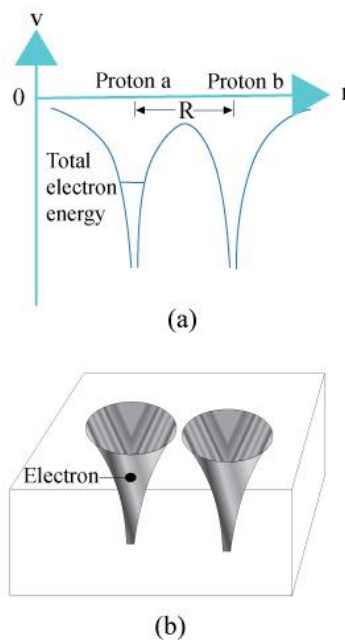 V
0
Proton a
Proton b
R
Total
electron
energy
(a)
Electron
(b)